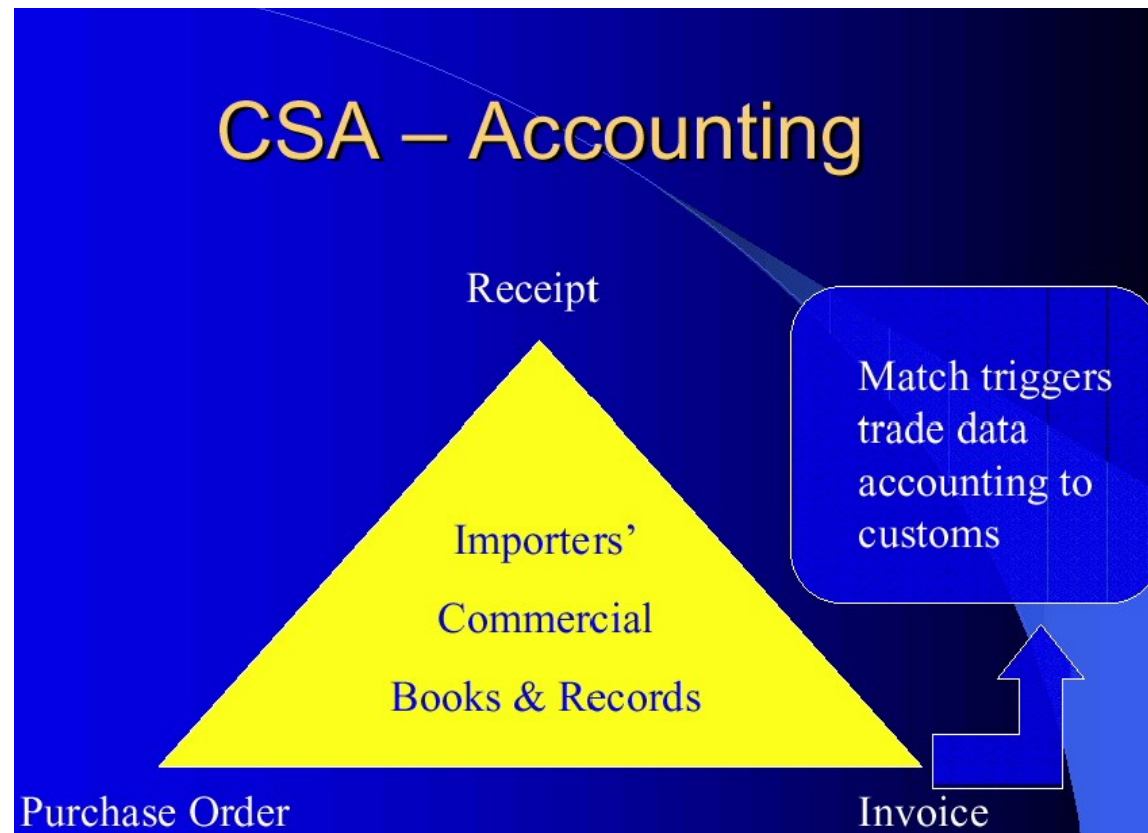 CSA – Accounting
Receipt
Match triggers
trade data
accounting to
customs
Importers’
Commercial
Books & Records
Purchase Order
Invoice